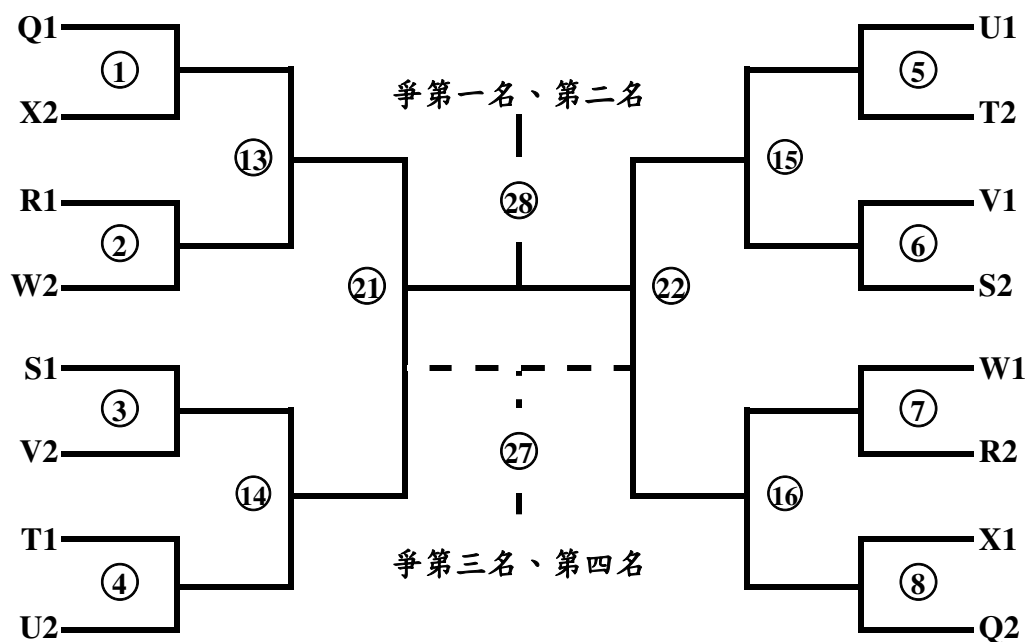 Q1
①
X2
⑬
R1
②
W2
㉑
S1
③
V2
⑭
T1
④
U2
爭第一名、第二名
㉘
㉗
爭第三名、第四名
U1
⑤
T2
⑮
V1
⑥
S2
㉒
W1
⑦
R2
⑯
X1
⑧
Q2